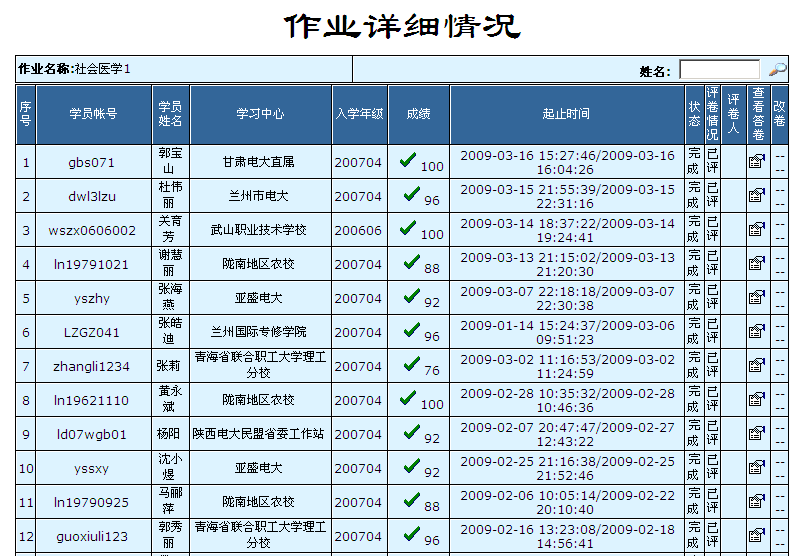 作业详细情况
作业名称:社会医学1 姓名：
序号 学员帐号 学员姓名 学习中心 入学年级 成绩 起止时间 状态 评卷情况 评卷人 查看答卷 改卷
1 gbs071 郭宝山 甘肃电大直属 200704 100 2009-03-16 15:27:46/2009-03-16 16:04:26 完成 已评 ----
2 dwl3lzu 杜伟丽 兰州市电大 200704 96 2009-03-15 21:55:39/2009-03-15 22:31:16 完成 已评 ----
3 wszx0606002 关育芳 武山职业技术学校 200606 100 2009-03-14 18:37:22/2009-03-14 19:24:41 完成 已评 ----
4 ln19791021 谢慧丽 陇南地区农校 200704 88 2009-03-13 21:15:02/2009-03-13 21:20:30 完成 已评 ----
5 yszhy 张海燕 亚盛电大 200704 92 2009-03-07 22:18:18/2009-03-07 22:30:38 完成 已评 ----
6 LZGZ041 张皓迪 兰州国际专修学院 200704 96 2009-01-14 15:24:37/2009-03-06 09:51:23 完成 已评 ----
7 zhangli1234 张莉 青海省联合职工大学理工分校 200704 76 2009-03-02 11:16:53/2009-03-02 11:24:59 完成 已评 ----
8 ln19621110 黄永斌 陇南地区农校 200704 100 2009-02-28 10:35:32/2009-02-28 10:46:36 完成 已评 ----
9 ld07wgb01 杨阳 陕西电大民盟省委工作站 200704 92 2009-02-07 20:47:47/2009-02-27 12:43:22 完成 已评 ----
10 yssxy 沈小煜 亚盛电大 200704 92 2009-02-25 21:16:38/2009-02-25 21:52:46 完成 已评 ----
11 ln19790925 马郦萍 陇南地区农校 200704 88 2009-02-06 10:05:14/2009-02-22 20:10:40 完成 已评 ----
12 guoxiuli123 郭秀丽 青海省联合职工大学理工分校 200704 96 2009-02-16 13:23:08/2009-02-18 14:56:41 完成 已评 ----